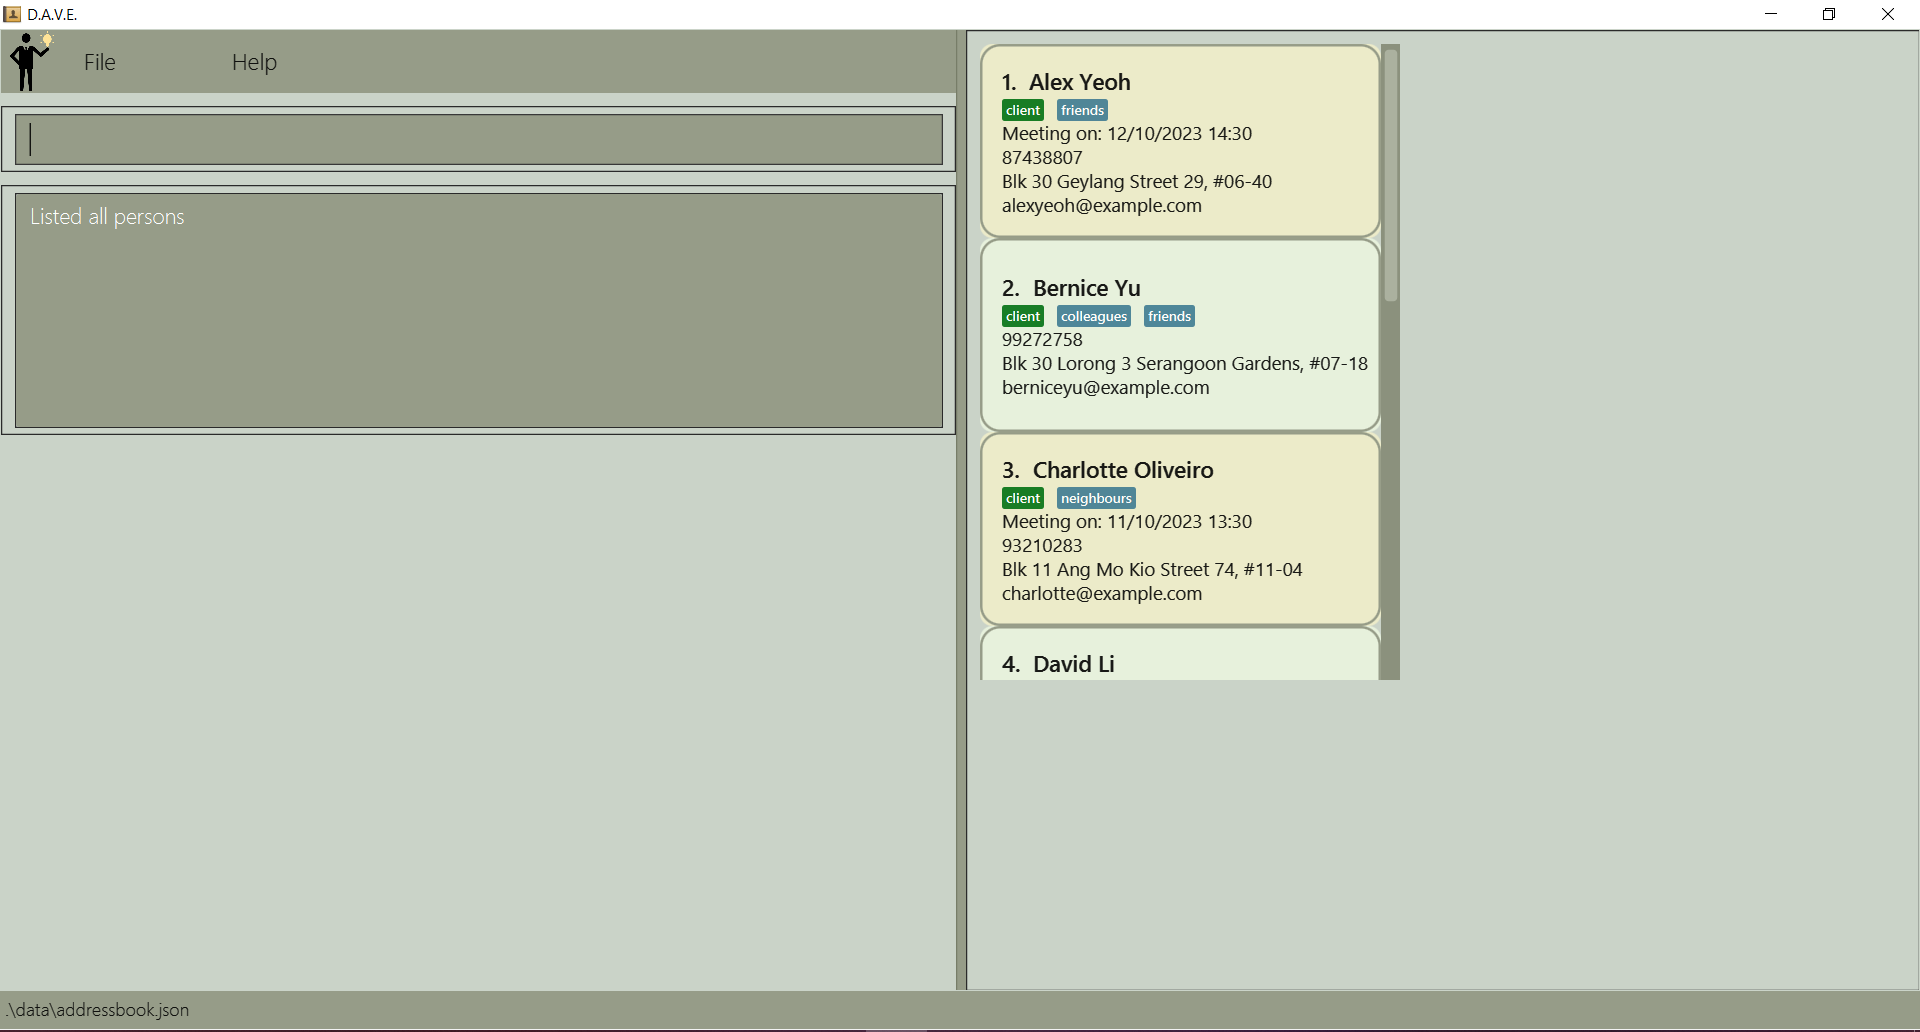 D.A.V.E.
File Help
Listed all persons
1. Alex Yeoh
client friends
Meeting on: 12/10/2023 14:30
87438807
Blk 30 Geylang Street 29, #06-40
alexyeoh@example.com
2. Bernice Yu
client colleagues friends
99272758
Blk 30 Lorong 3 Serangoon Gardens, #07-18
berniceyu@example.com
3. Charlotte Oliveiro
client neighbours
Meeting on: 11/10/2023 13:30
93210283
Blk 11 Ang Mo Kio Street 74, #11-04
charlotte@example.com
4. David Li
.\data\addressbook.json